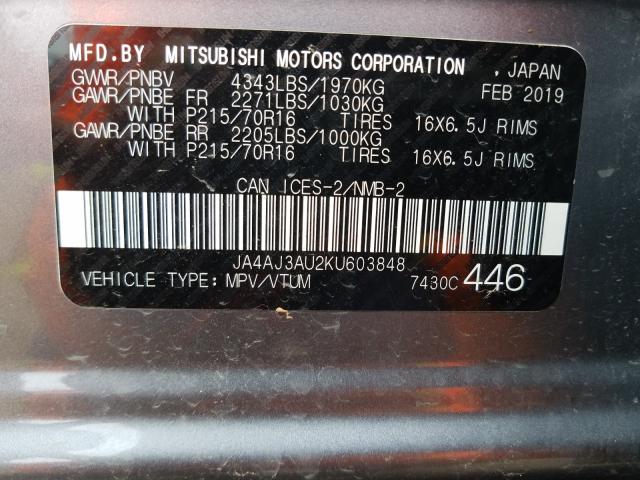 MFD.BY MITSUBISHI MOTORS CORPORATION , JAPAN
GVWR/PNBV 4343LBS/1970KG FEB 2019
GAWR/PNBE FR 2271LBS/1030KG
WITH P215/70R16 TIRES 16X6.5J RIMS
GAWR/PNBE RR 2205LBS/1000KG
WITH P215/70R16 TIRES 16X6.5J RIMS
CAN ICES-2/NMB-2
JA4AJ3AU2KU603848
VEHICLE TYPE: MPV/VTUM 7430C 446